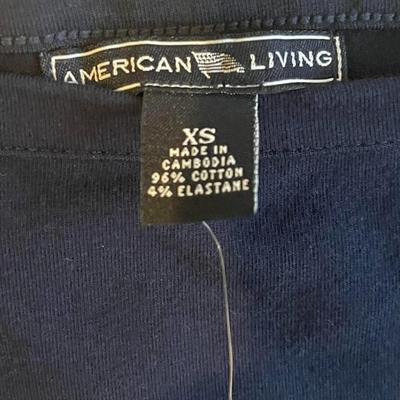 AMERICAN LIVING
XS
MADE IN
CAMBODIA
96% COTTON
4% ELASTANE